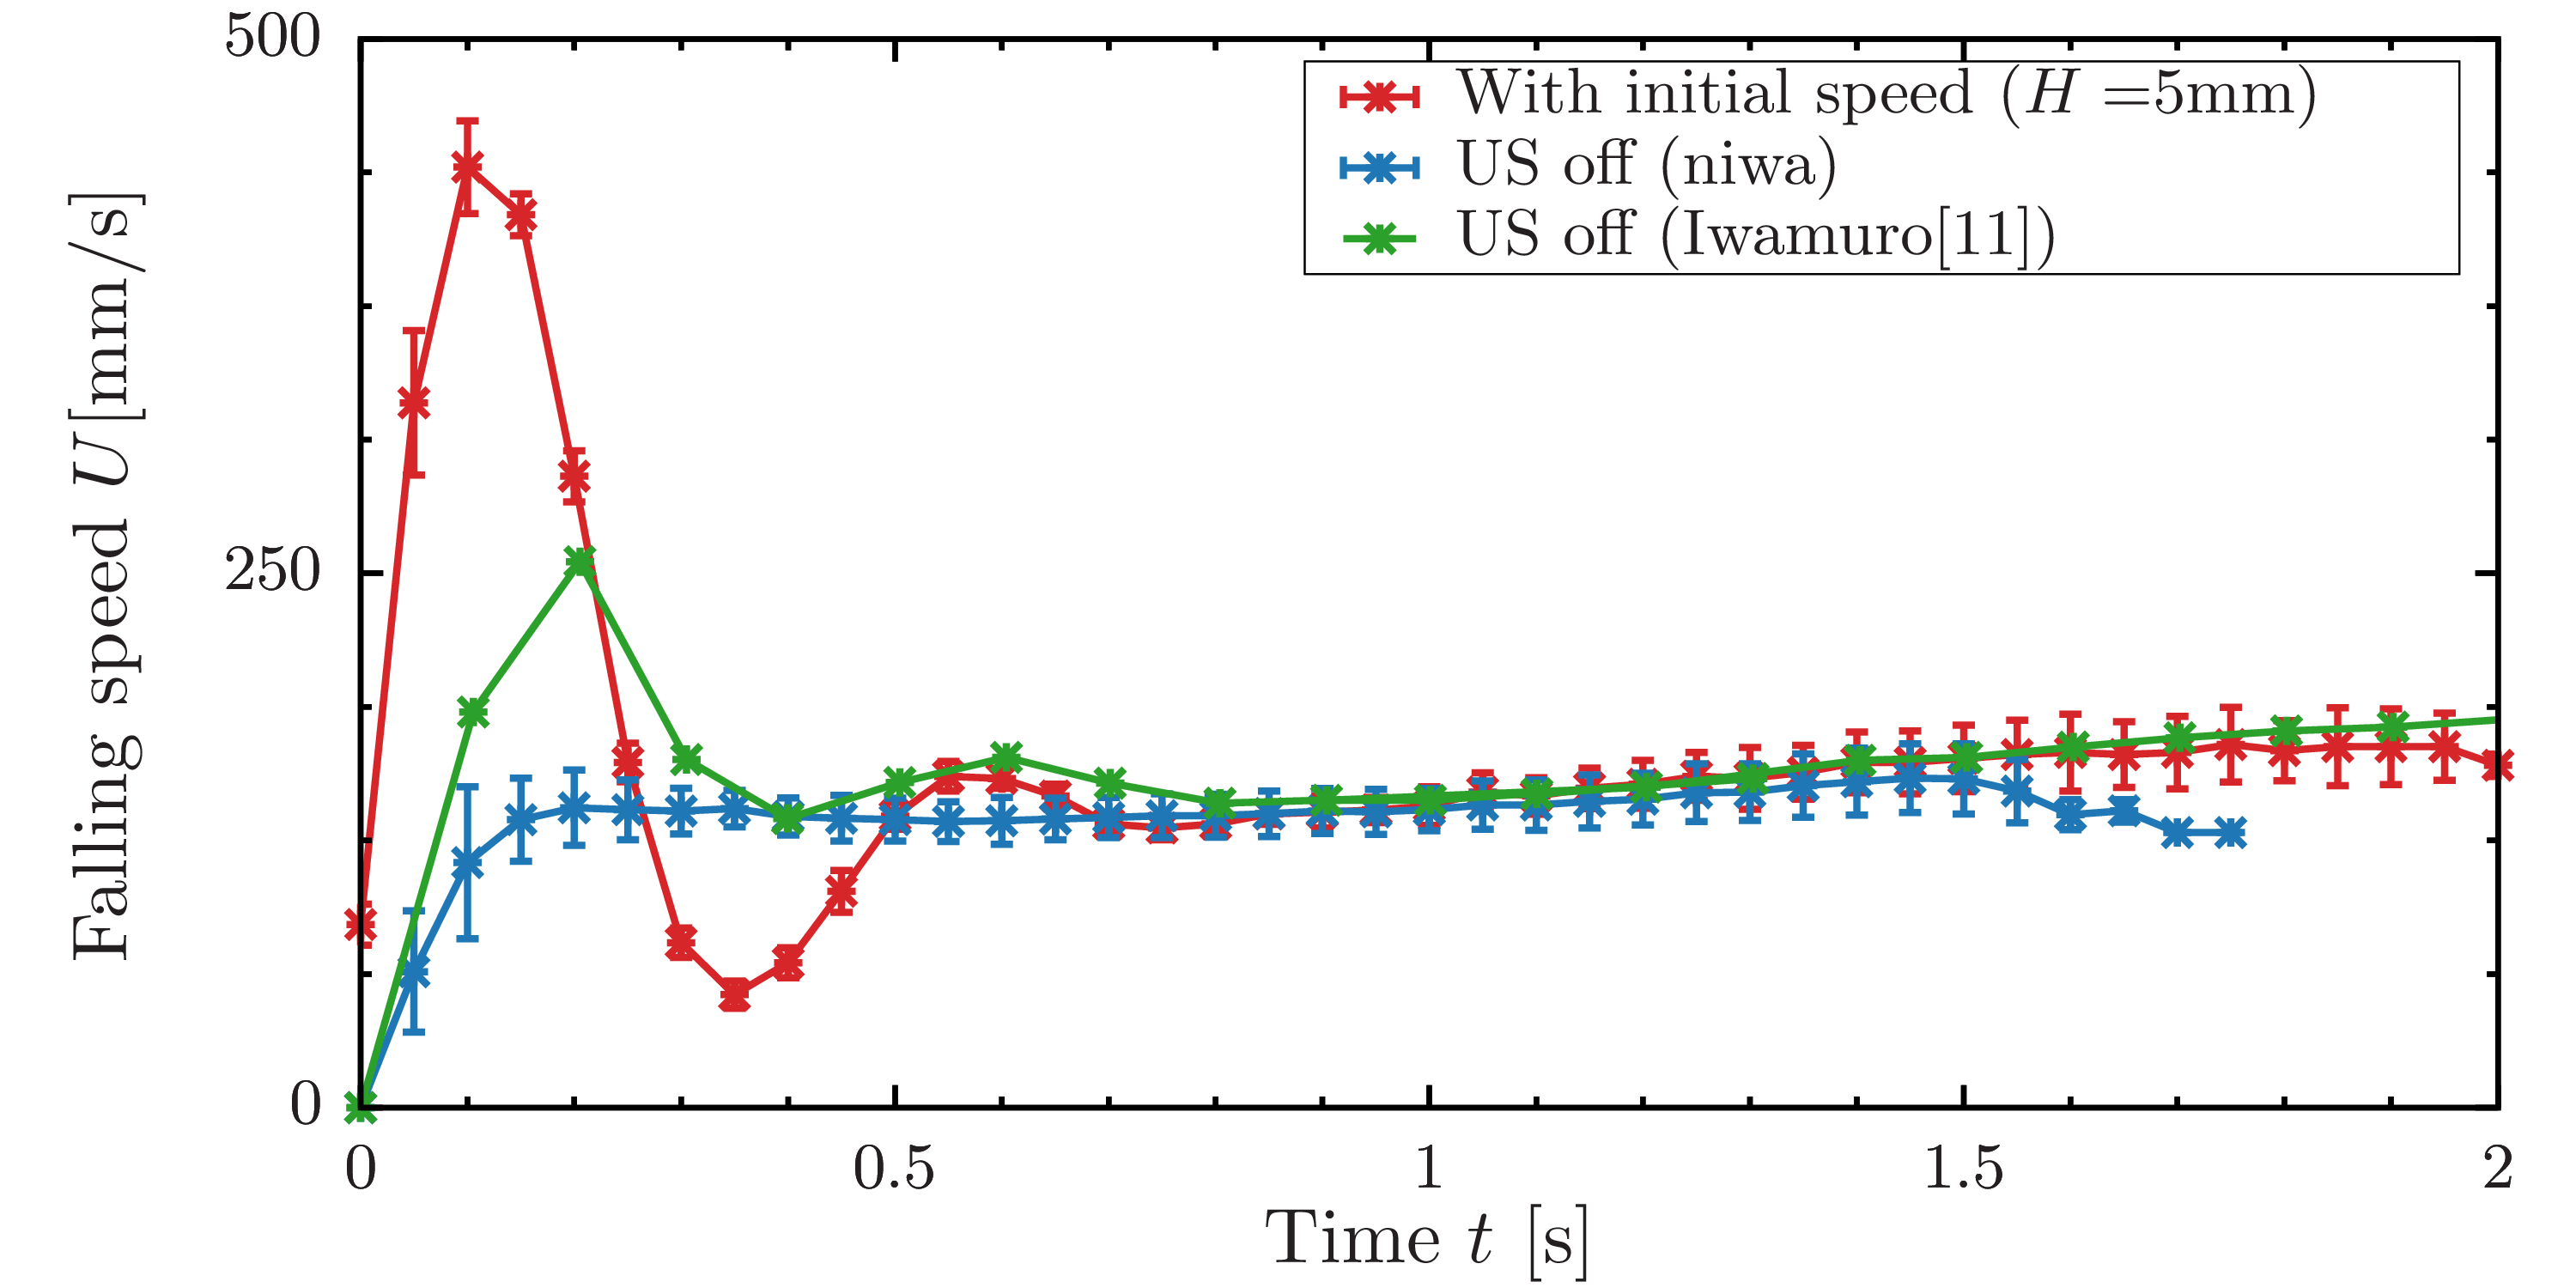 500
With initial speed (H =5mm)
US off (niwa)
US off (Iwamuro[11])
Falling speed U[mm/s]
250
0
0 0.5 1 1.5 2
Time t [s]